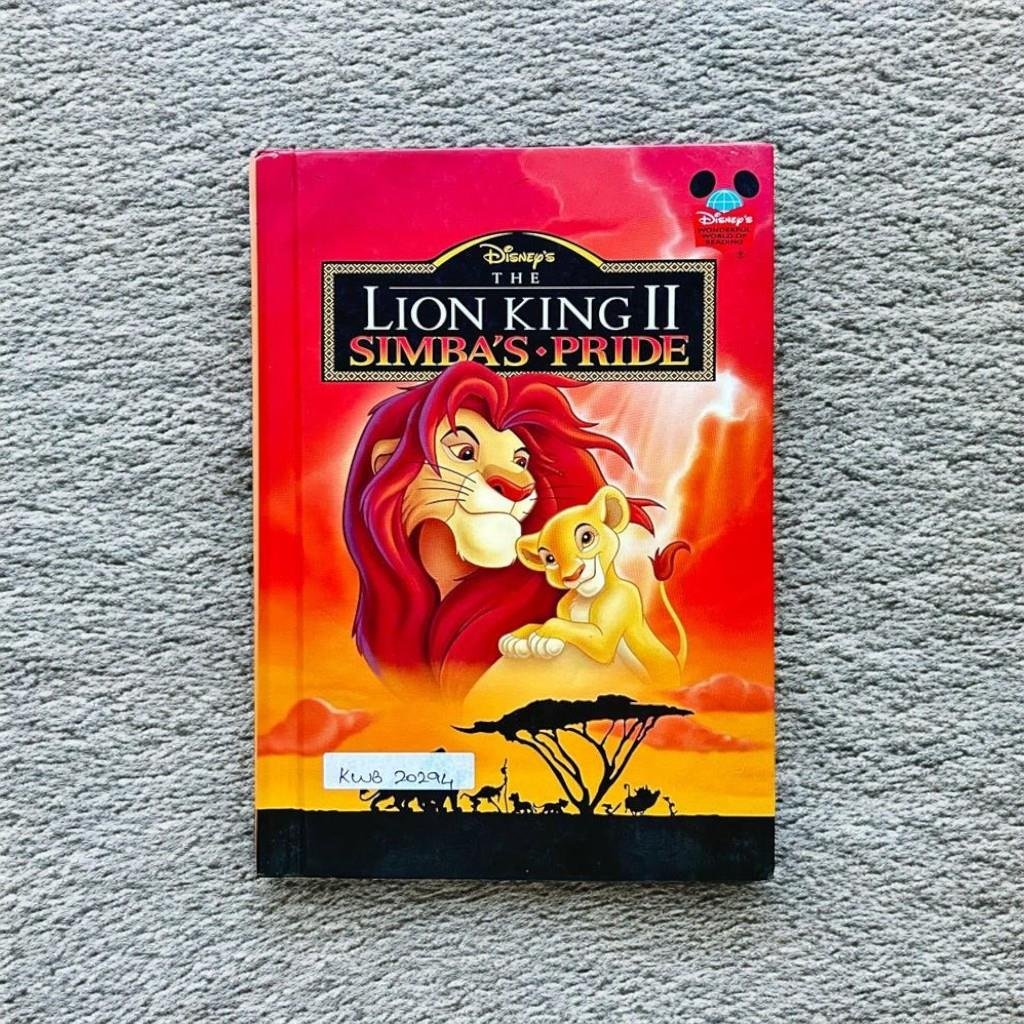 Disney's
WONDERFUL
WORLD OF
READING
®
Disney's
THE
LION KING II
SIMBA'S • PRIDE
KWB 20294